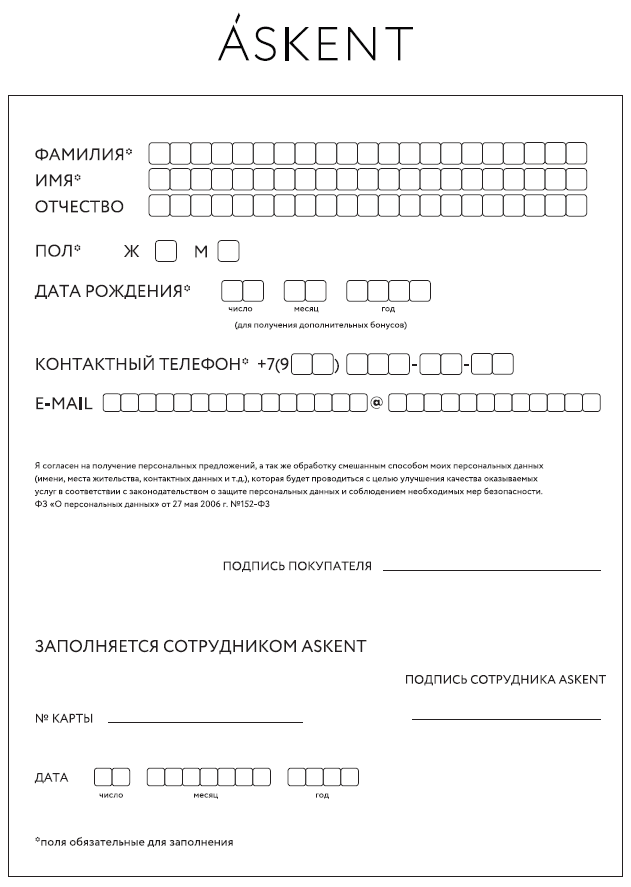 ÁSKENT
ФАМИЛИЯ*
ИМЯ*
ОТЧЕСТВО
ПОЛ* Ж М
ДАТА РОЖДЕНИЯ*
число месяц год
(для получения дополнительных бонусов)
КОНТАКТНЫЙ ТЕЛЕФОН* +7(9 ) - -
E-MAIL @
Я согласен на получение персональных предложений, а так же обработку смешанным способом моих персональных данных
(имени, места жительства, контактных данных и т.д.), которая будет проводиться с целью улучшения качества оказываемых
услуг в соответствии с законодательством о защите персональных данных и соблюдением необходимых мер безопасности.
ФЗ «О персональных данных» от 27 мая 2006 г. №152-ФЗ
ПОДПИСЬ ПОКУПАТЕЛЯ
ЗАПОЛНЯЕТСЯ СОТРУДНИКОМ ASKENT
ПОДПИСЬ СОТРУДНИКА ASKENT
№ КАРТЫ
ДАТА
число месяц год
*поля обязательные для заполнения